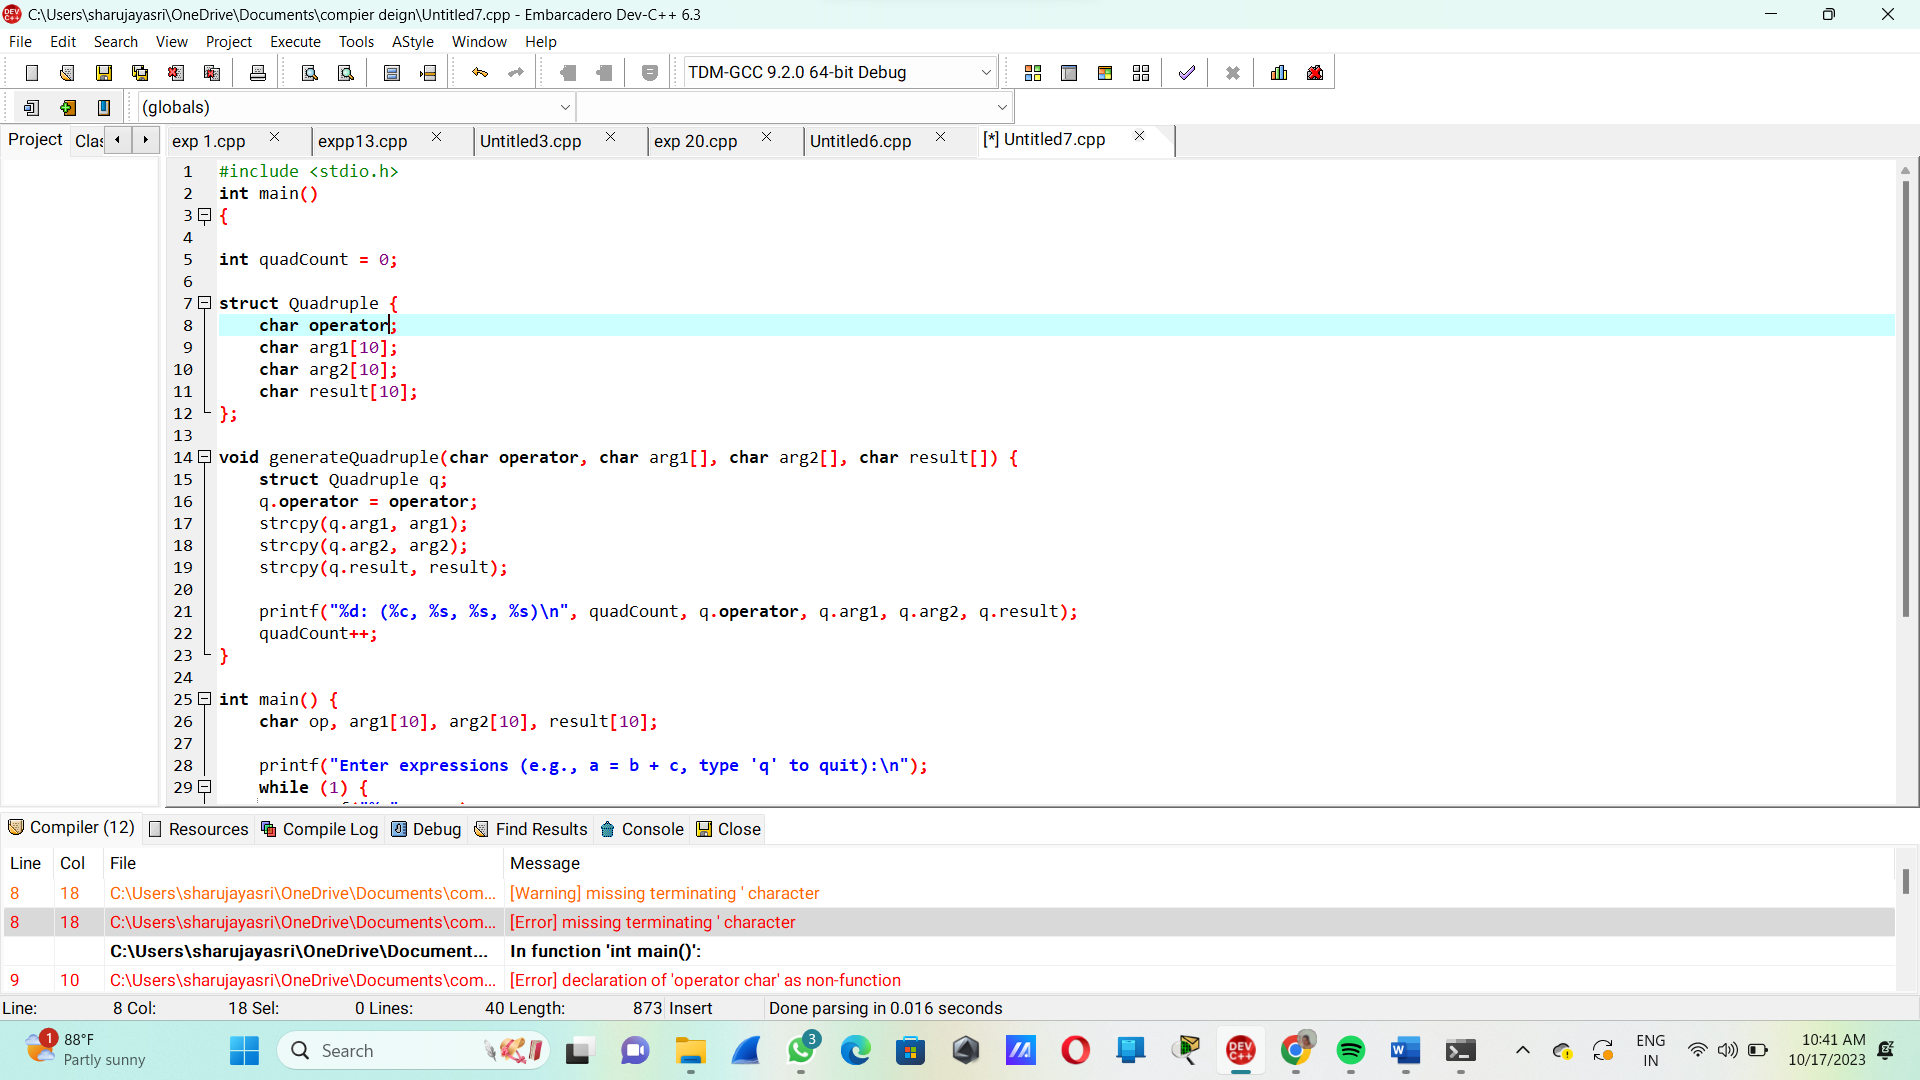 C:\Users\sharujayasri\OneDrive\Documents\compier deign\Untitled7.cpp - Embarcadero Dev-C++ 6.3
File Edit Search View Project Execute Tools AStyle Window Help
TDM-GCC 9.2.0 64-bit Debug
(globals)
Project Clas exp 1.cpp expp13.cpp Untitled3.cpp exp 20.cpp Untitled6.cpp [*] Untitled7.cpp
1 #include <stdio.h>
2 int main()
3 {
4
5 int quadCount = 0;
6
7 struct Quadruple {
8 char operator;
9 char arg1[10];
10 char arg2[10];
11 char result[10];
12 };
13
14 void generateQuadruple(char operator, char arg1[], char arg2[], char result[]) {
15 struct Quadruple q;
16 q.operator = operator;
17 strcpy(q.arg1, arg1);
18 strcpy(q.arg2, arg2);
19 strcpy(q.result, result);
20
21 printf("%d: (%c, %s, %s, %s)\n", quadCount, q.operator, q.arg1, q.arg2, q.result);
22 quadCount++;
23 }
24
25 int main() {
26 char op, arg1[10], arg2[10], result[10];
27
28 printf("Enter expressions (e.g., a = b + c, type 'q' to quit):\n");
29 while (1) {
Compiler (12) Resources Compile Log Debug Find Results Console Close
Line Col File Message
8 18 C:\Users\sharujayasri\OneDrive\Documents\com... [Warning] missing terminating ' character
8 18 C:\Users\sharujayasri\OneDrive\Documents\com... [Error] missing terminating ' character
C:\Users\sharujayasri\OneDrive\Document... In function 'int main()':
9 10 C:\Users\sharujayasri\OneDrive\Documents\com... [Error] declaration of 'operator char' as non-function
Line: 8 Col: 18 Sel: 0 Lines: 40 Length: 873 Insert Done parsing in 0.016 seconds
1 88°F
Partly sunny
Search
3
DEV C++
ENG
IN
10:41 AM
10/17/2023